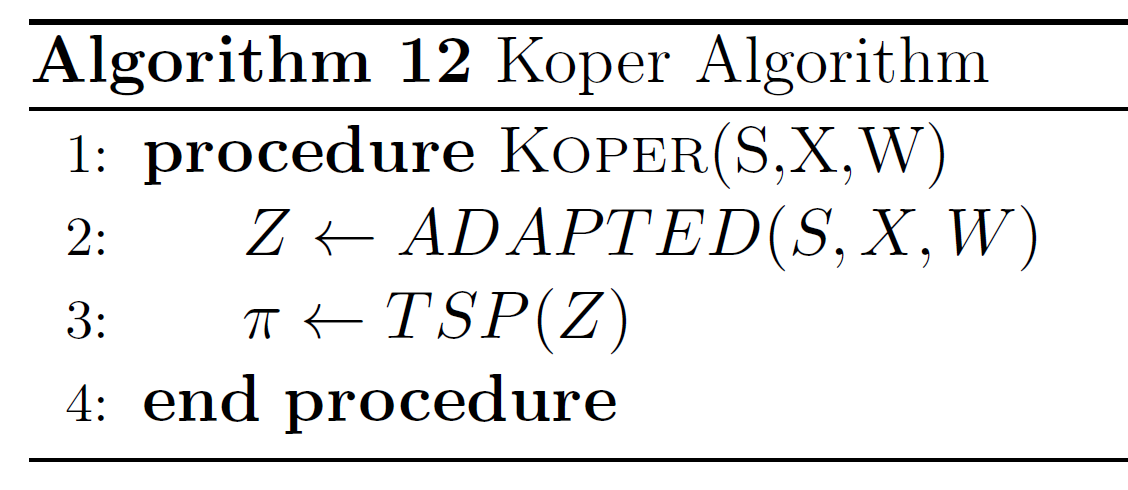 Algorithm 12 Koper Algorithm
1: procedure KOPER(S,X,W)
2: Z ← ADAPTED(S, X, W)
3: π ← TSP(Z)
4: end procedure